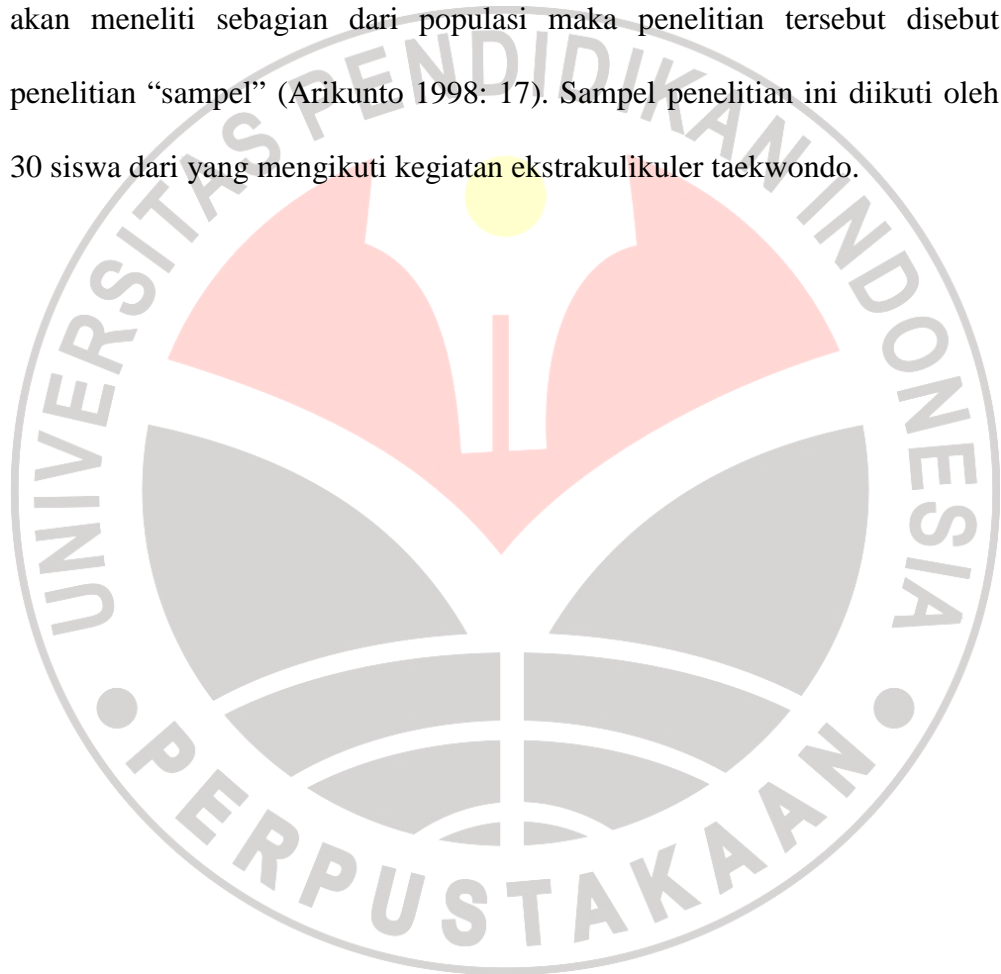 akan meneliti sebagian dari populasi maka penelitian tersebut disebut
penelitian “sampel” (Arikunto 1998: 17). Sampel penelitian ini diikuti oleh
30 siswa dari yang mengikuti kegiatan ekstrakulikuler taekwondo.
UNIVERSITAS PENDIDIKAN INDONESIA
PERPUSTAKAAN